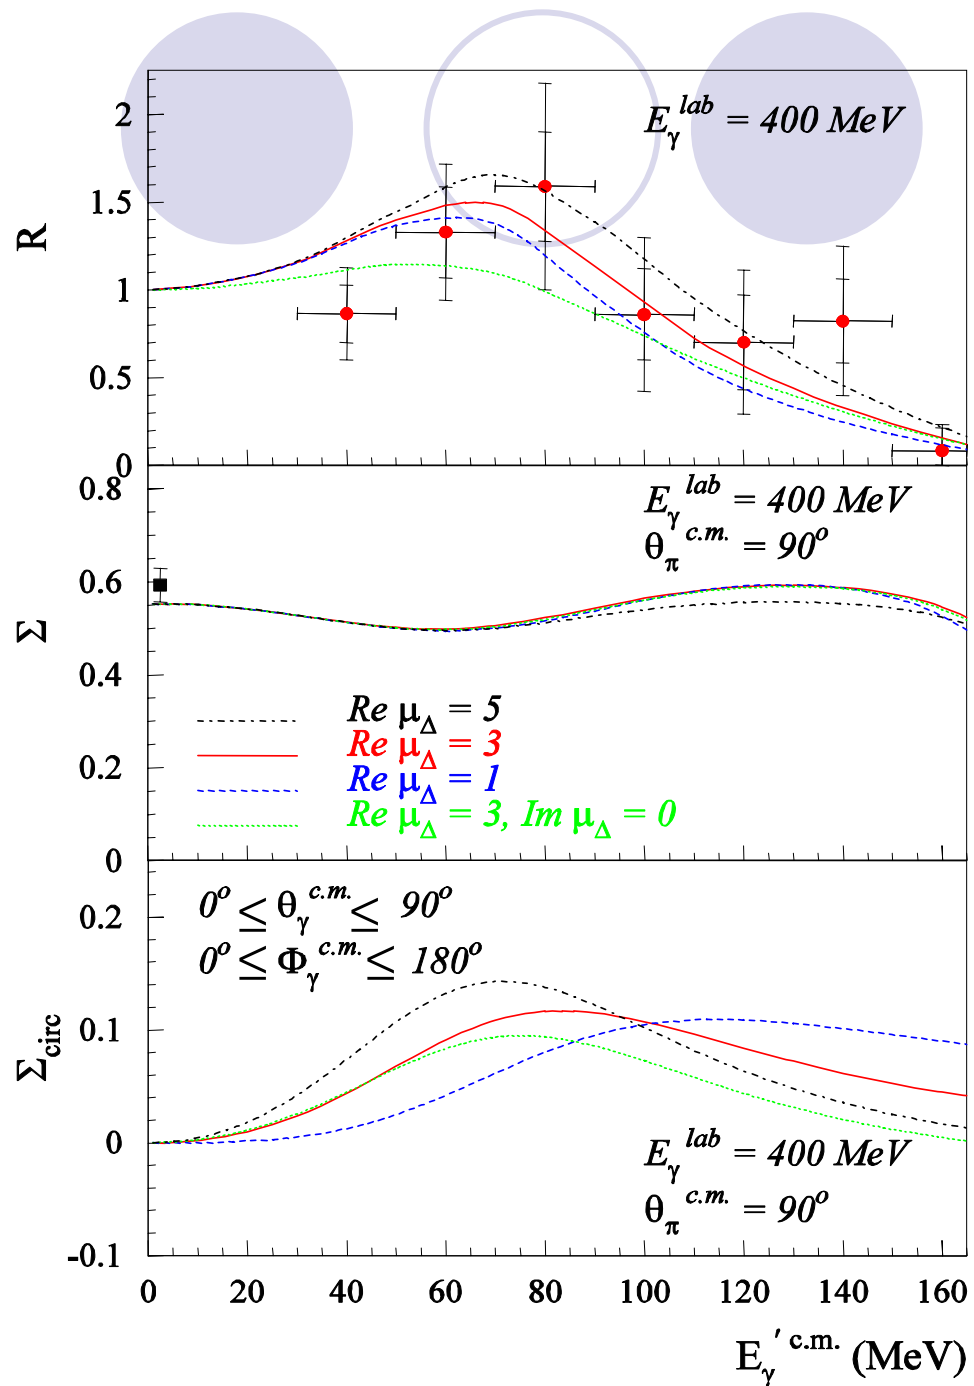 R
2
1.5
1
0.5
0
E_γ^lab = 400 MeV
Σ
0.8
0.6
0.4
0.2
0
E_γ^lab = 400 MeV
θ_π^c.m. = 90^o
Re μ_Δ = 5
Re μ_Δ = 3
Re μ_Δ = 1
Re μ_Δ = 3, Im μ_Δ = 0
Σ_circ
0.2
0.1
0
-0.1
0^o ≤ θ_γ^c.m. ≤ 90^o
0^o ≤ Φ_γ^c.m. ≤ 180^o
E_γ^lab = 400 MeV
θ_π^c.m. = 90^o
0 20 40 60 80 100 120 140 160
E_γ^′ c.m. (MeV)